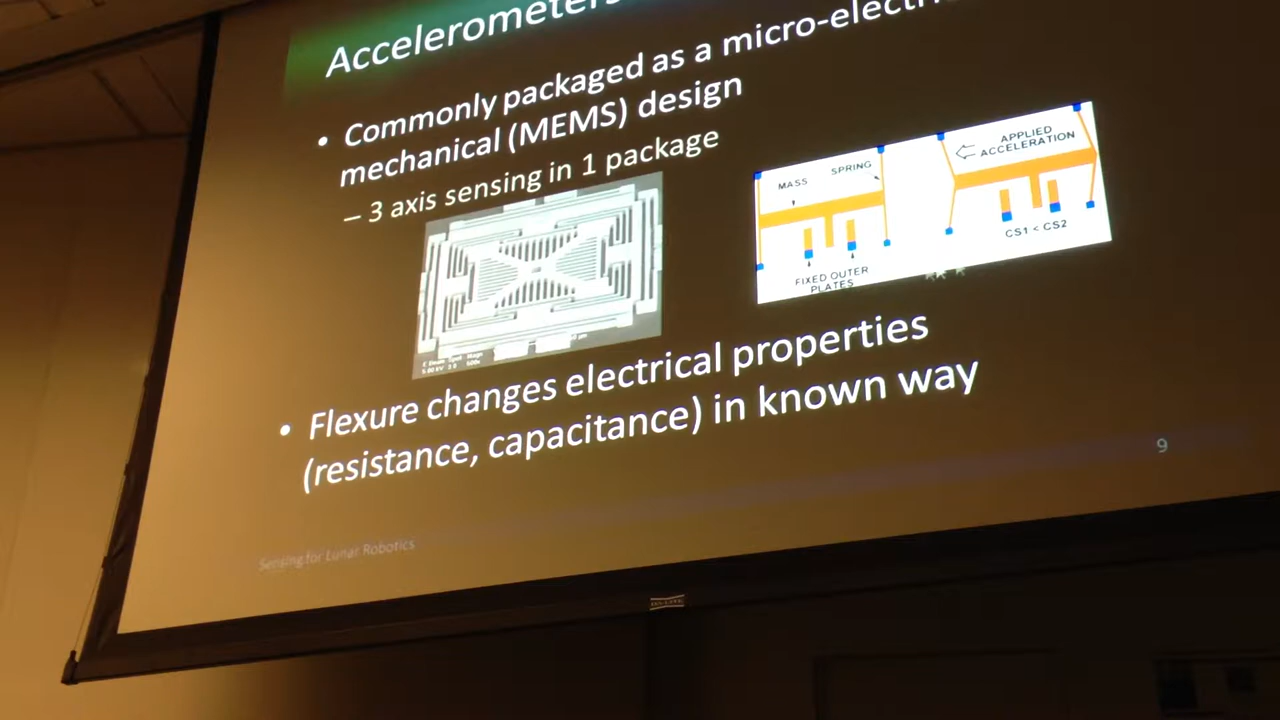 Accelerometers
• Commonly packaged as a micro-electri
mechanical (MEMS) design
– 3 axis sensing in 1 package
MASS
SPRING
FIXED OUTER
PLATES
APPLIED
ACCELERATION
CS1 < CS2
• Flexure changes electrical properties
(resistance, capacitance) in known way
9
Sensing for Lunar Robotics